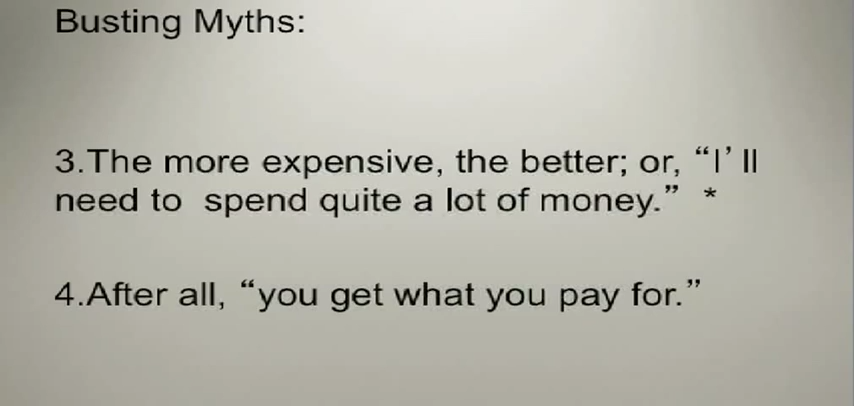 Busting Myths:
3.The more expensive, the better; or, “I’ ll
need to  spend quite a lot of money.”  *
4.After all, “you get what you pay for.”